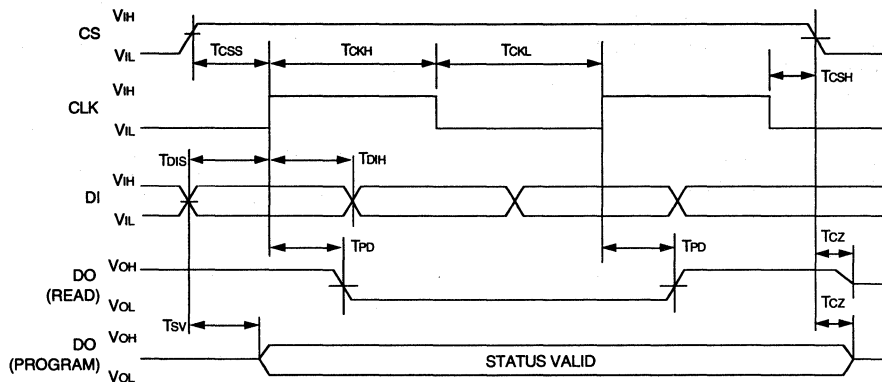 CS VIH
VIL
TCSS TCKH TCKL TCSH
CLK VIH
VIL
TDIS TDIH
DI VIH
VIL
TPD TPD TCZ
DO (READ) VOH
VOL
TSV TCZ
DO (PROGRAM) VOH
STATUS VALID
VOL